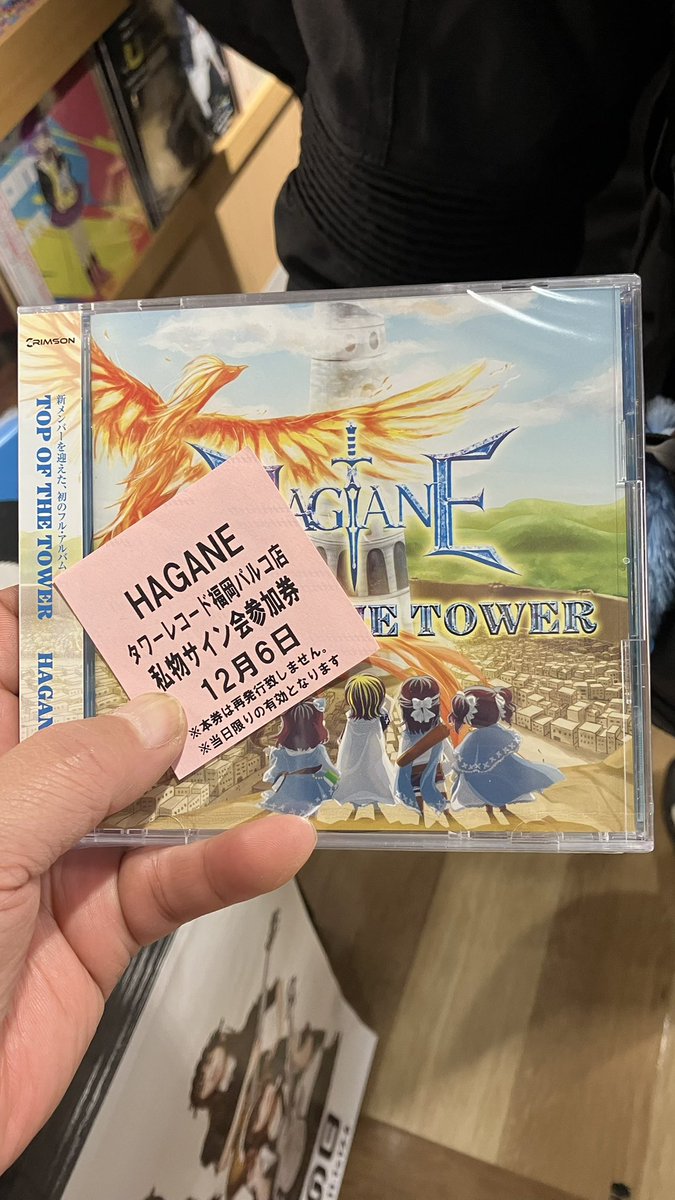 CRIMSON
新メンバーを迎えた、初のフル・アルバム
TOP OF THE TOWER HAGANE
HAGANE
TOWER
HAGANE
タワーレコード福岡パルコ店
私物サイン会参加券
12月6日
※本券は再発行致しません。
※当日限りの有効となります